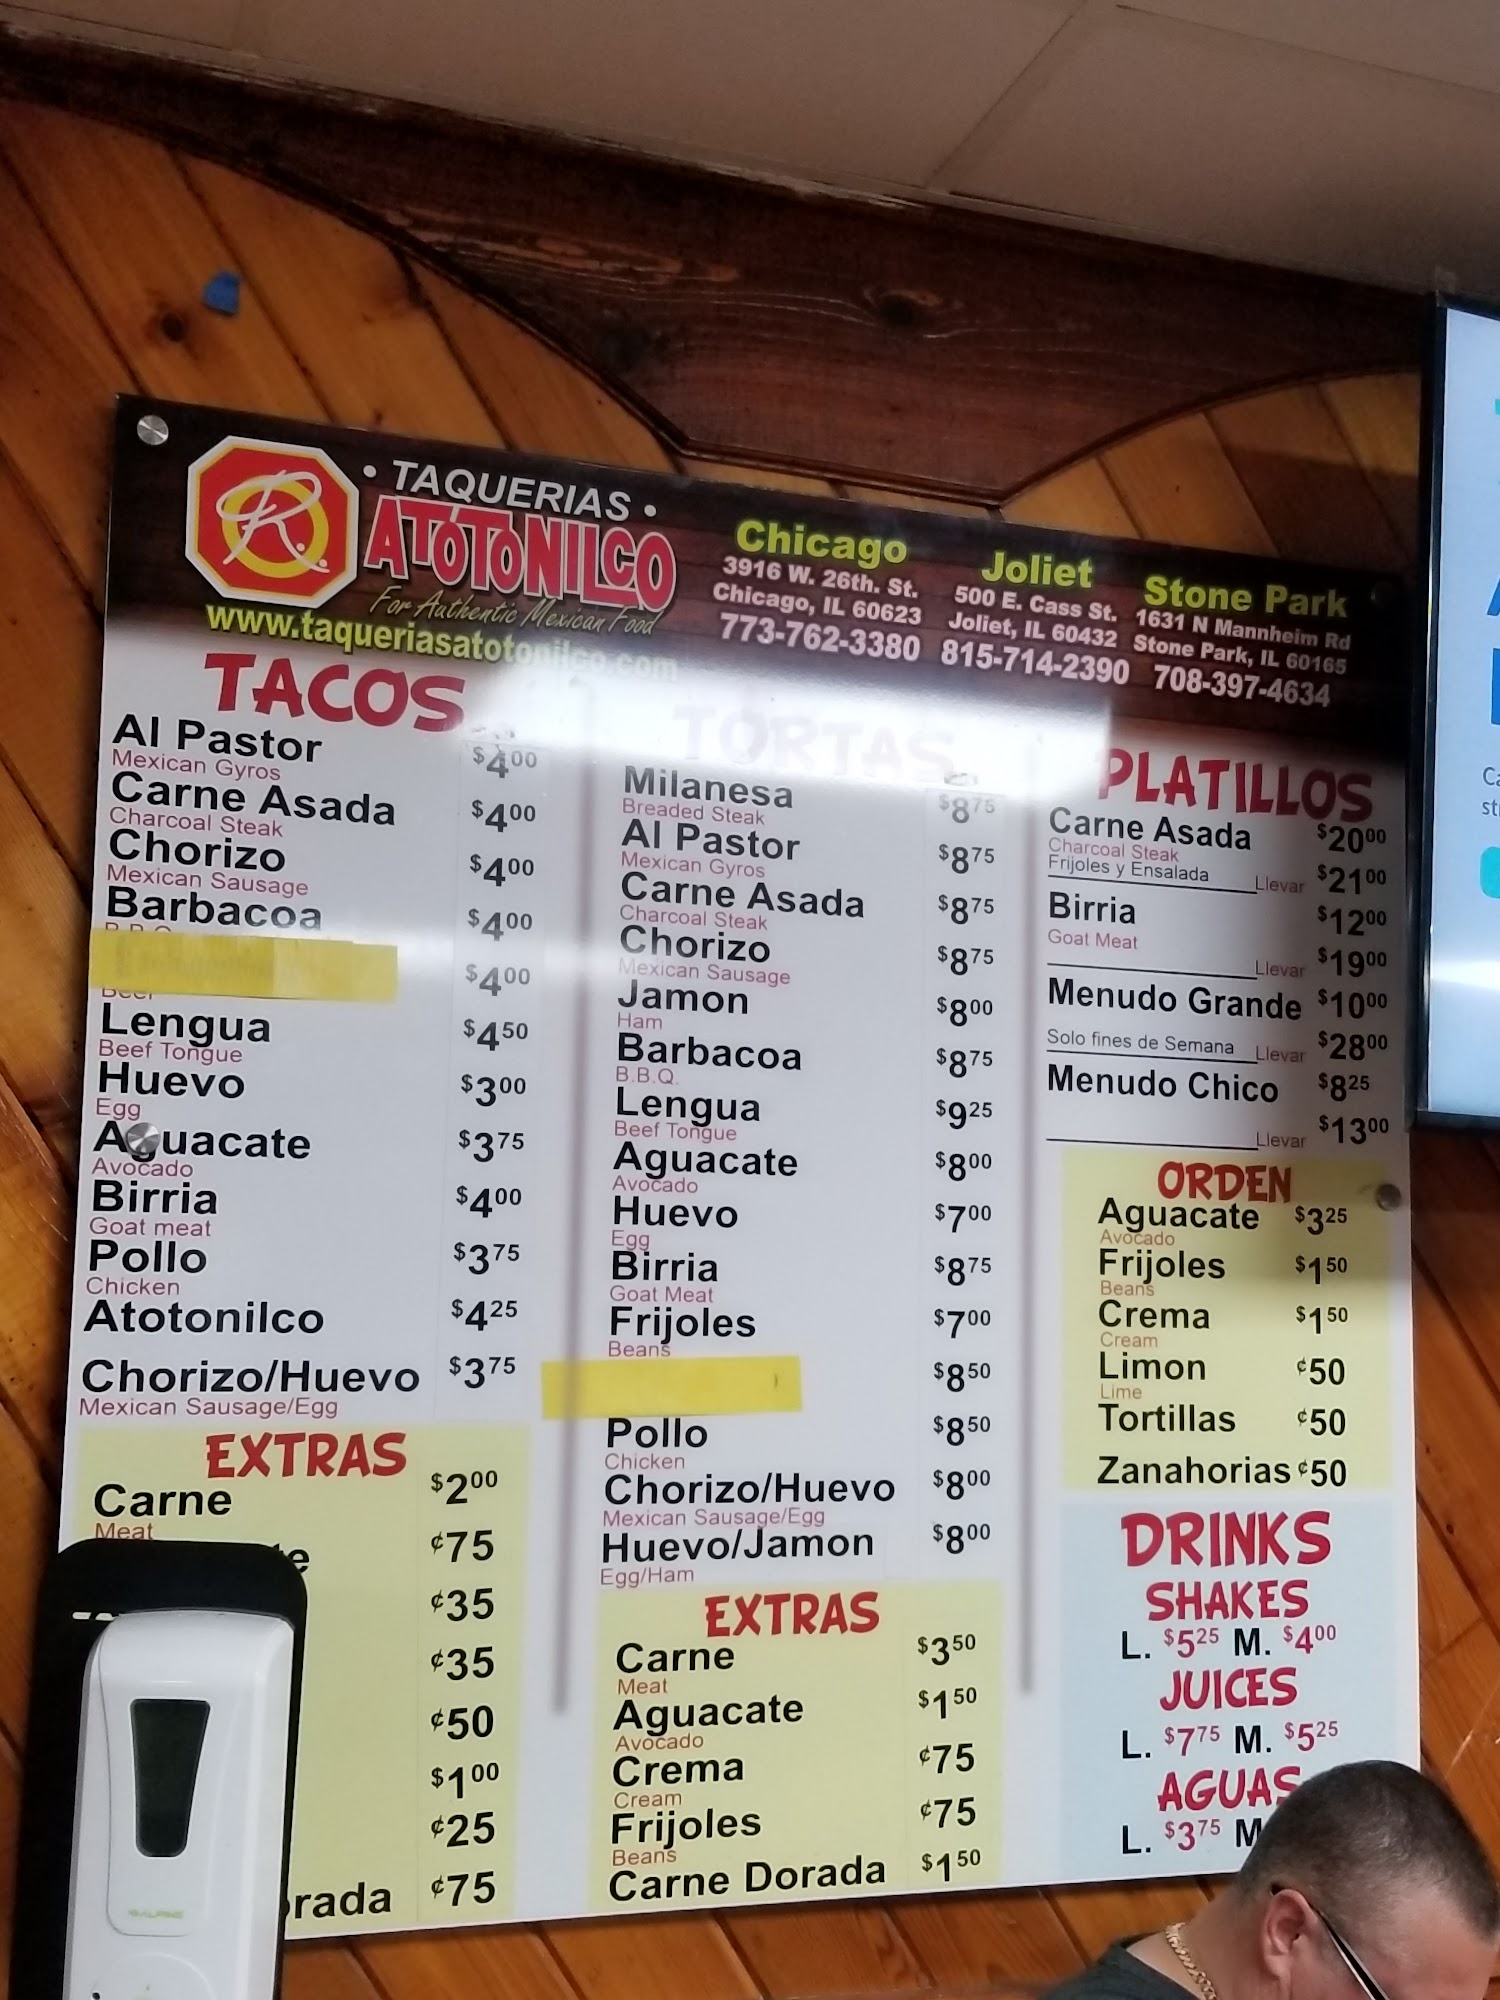 R.
• TAQUERIAS •
ATOTONILCO
For Authentic Mexican Food
www.taqueriasatotonilco.com
Chicago
3916 W. 26th. St.
Chicago, IL 60623
773-762-3380
Joliet
500 E. Cass St.
Joliet, IL 60432
815-714-2390
Stone Park
1631 N Mannheim Rd
Stone Park, IL 60165
708-397-4634
TACOS
Al Pastor $4.00
Mexican Gyros
Carne Asada $4.00
Charcoal Steak
Chorizo $4.00
Mexican Sausage
Barbacoa $4.00
B.B.Q
$4.00
Beef
Lengua $4.50
Beef Tongue
Huevo $3.00
Egg
Aguacate $3.75
Avocado
Birria $4.00
Goat meat
Pollo $3.75
Chicken
Atotonilco $4.25
Chorizo/Huevo $3.75
Mexican Sausage/Egg
EXTRAS
Carne $2.00
Meat
te ¢75
¢35
¢35
¢50
$1.00
¢25
orada ¢75
TORTAS
Milanesa $8.75
Breaded Steak
Al Pastor $8.75
Mexican Gyros
Carne Asada $8.75
Charcoal Steak
Chorizo $8.75
Mexican Sausage
Jamon $8.00
Ham
Barbacoa $8.75
B.B.Q.
Lengua $9.25
Beef Tongue
Aguacate $8.00
Avocado
Huevo $7.00
Egg
Birria $8.75
Goat Meat
Frijoles $7.00
Beans
$8.50
Pollo $8.50
Chicken
Chorizo/Huevo $8.00
Mexican Sausage/Egg
Huevo/Jamon $8.00
Egg/Ham
EXTRAS
Carne $3.50
Meat
Aguacate $1.50
Avocado
Crema ¢75
Cream
Frijoles ¢75
Beans
Carne Dorada $1.50
PLATILLOS
Carne Asada $20.00
Charcoal Steak
Frijoles y Ensalada Llevar $21.00
Birria $12.00
Goat Meat
Llevar $19.00
Menudo Grande $10.00
Solo fines de Semana Llevar $28.00
Menudo Chico $8.25
Llevar $13.00
ORDEN
Aguacate $3.25
Avocado
Frijoles $1.50
Beans
Crema $1.50
Cream
Limon ¢50
Lime
Tortillas ¢50
Zanahorias ¢50
DRINKS
SHAKES
L. $5.25 M. $4.00
JUICES
L. $7.75 M. $5.25
AGUAS
L. $3.75 M